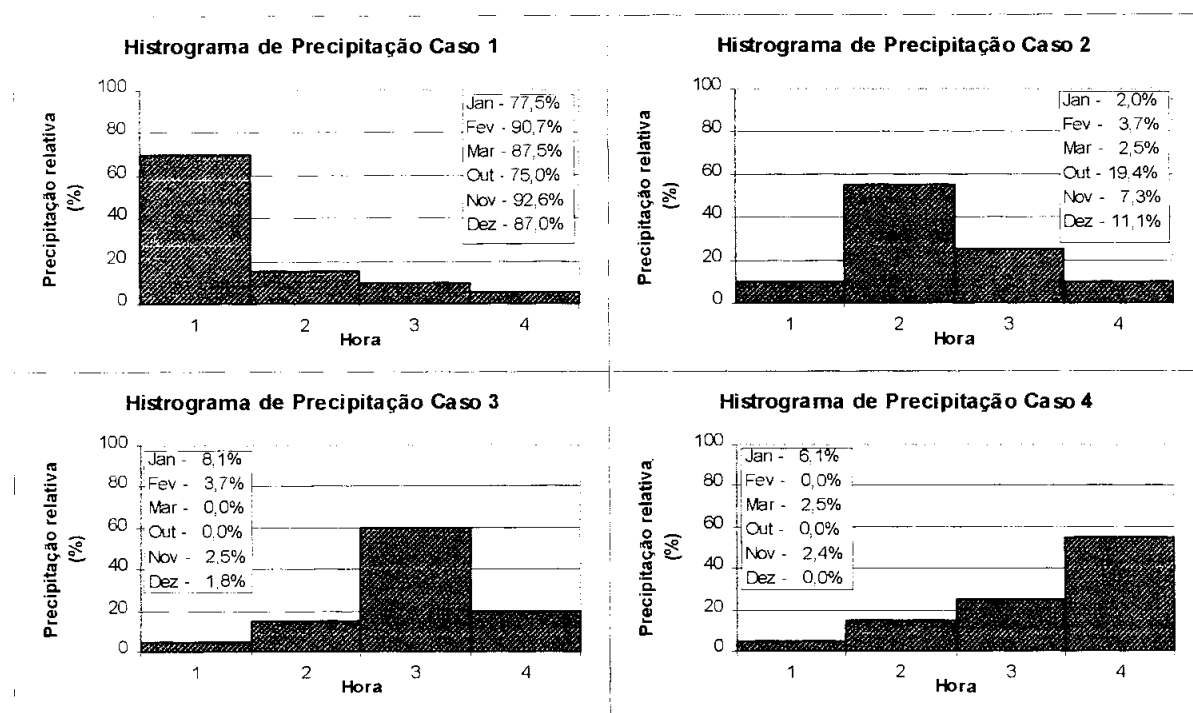 Histrograma de Precipitação Caso 1
Precipitação relativa
(%)
100
80
60
40
20
0
Jan - 77,5%
Fev - 90,7%
Mar - 87,5%
Out - 75,0%
Nov - 92,6%
Dez - 87,0%
1 2 3 4
Hora
Histrograma de Precipitação Caso 2
Precipitação relativa
(%)
100
80
60
40
20
0
Jan - 2,0%
Fev - 3,7%
Mar - 2,5%
Out - 19,4%
Nov - 7,3%
Dez - 11,1%
1 2 3 4
Hora
Histrograma de Precipitação Caso 3
Precipitação relativa
(%)
100
80
60
40
20
0
Jan - 8,1%
Fev - 3,7%
Mar - 0,0%
Out - 0,0%
Nov - 2,5%
Dez - 1,8%
1 2 3 4
Hora
Histrograma de Precipitação Caso 4
Precipitação relativa
(%)
100
80
60
40
20
0
Jan - 6,1%
Fev - 0,0%
Mar - 2,5%
Out - 0,0%
Nov - 2,4%
Dez - 0,0%
1 2 3 4
Hora